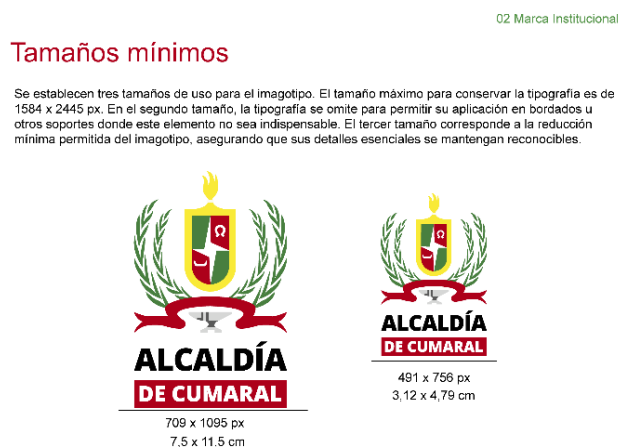 02 Marca Institucional
Tamaños mínimos
Se establecen tres tamaños de uso para el imagotipo. El tamaño máximo para conservar la tipografía es de
1584 x 2445 px. En el segundo tamaño, la tipografía se omite para permitir su aplicación en bordados u
otros soportes donde este elemento no sea indispensable. El tercer tamaño corresponde a la reducción
mínima permitida del imagotipo, asegurando que sus detalles esenciales se mantengan reconocibles.
ALCALDÍA
DE CUMARAL
709 x 1095 px
7,5 x 11.5 cm
ALCALDÍA
DE CUMARAL
491 x 756 px
3,12 x 4,79 cm